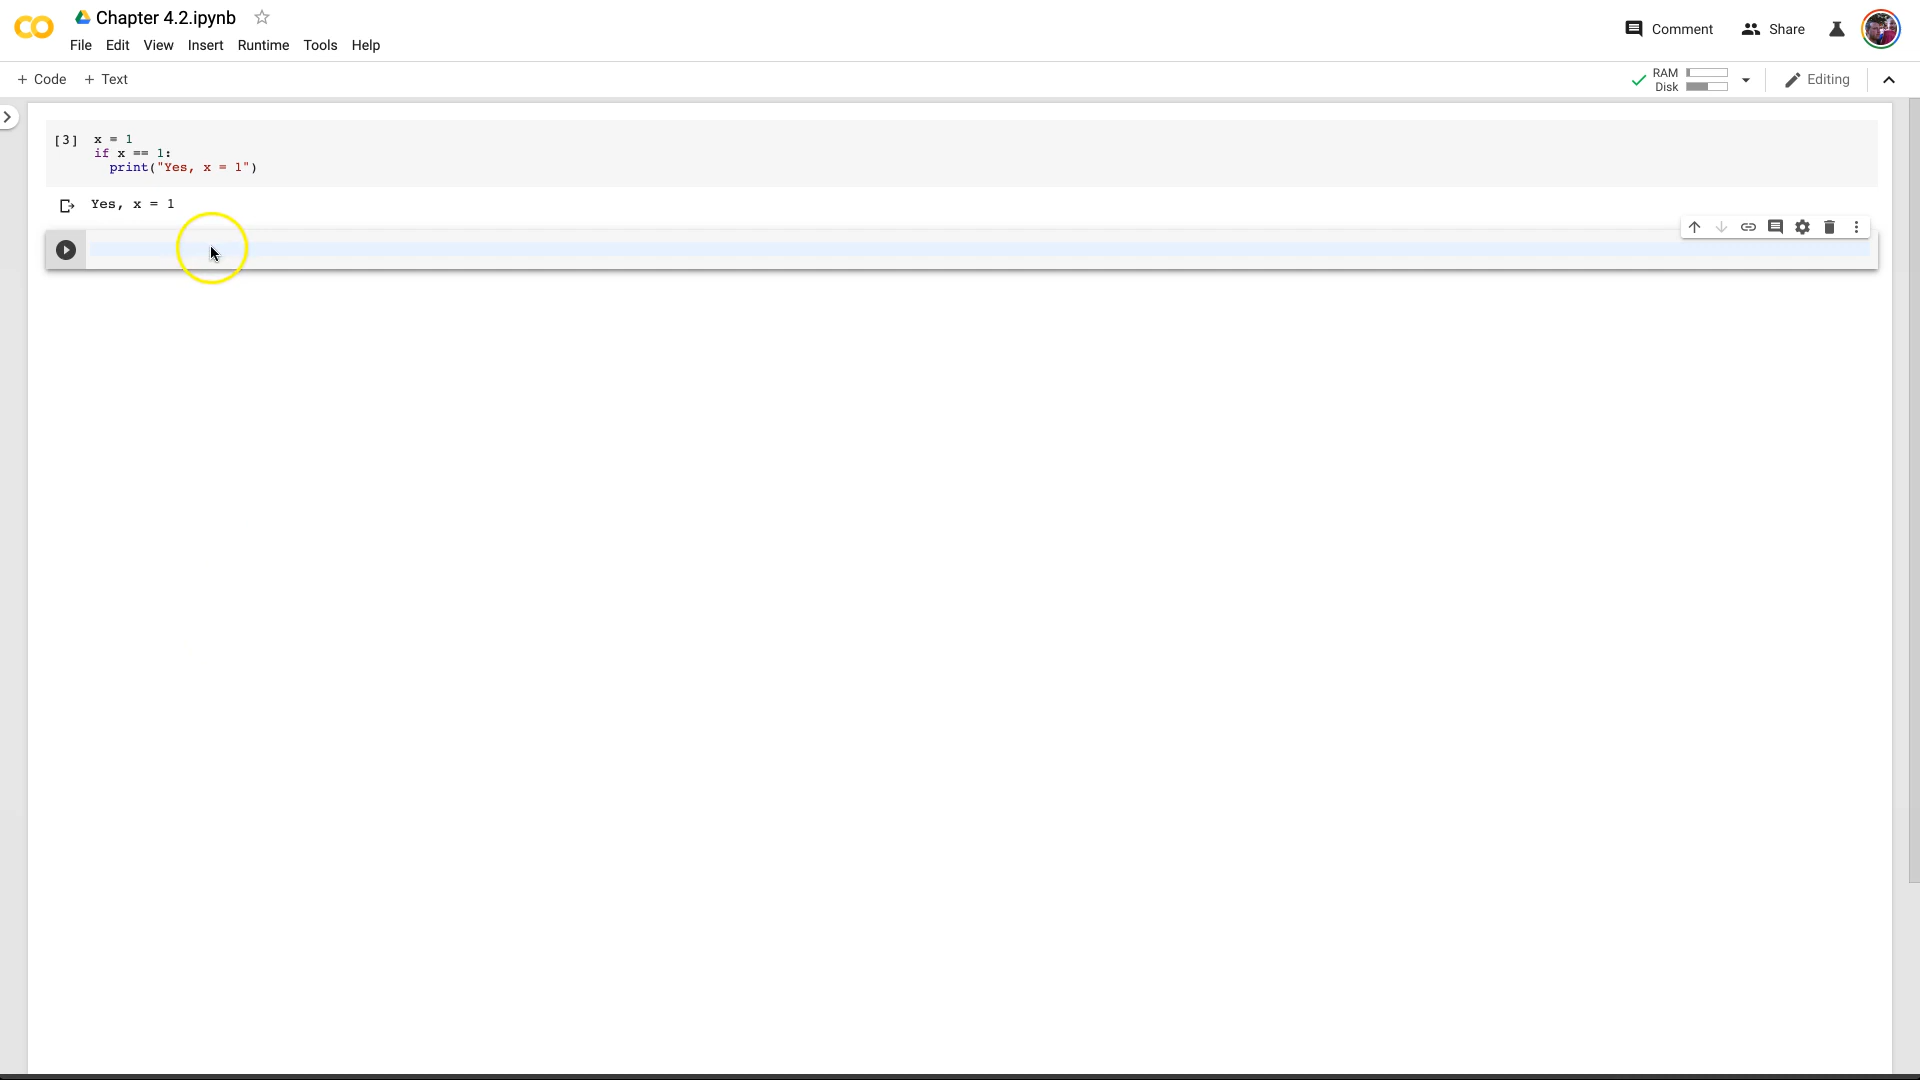 Chapter 4.2.ipynb
File Edit View Insert Runtime Tools Help
Comment Share
+ Code + Text
RAM
Disk
Editing
[3] x = 1
if x == 1:
print("Yes, x = 1")
Yes, x = 1